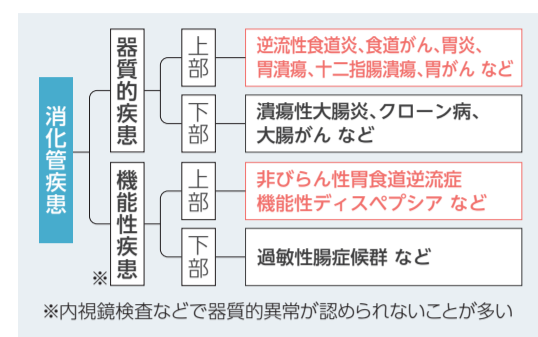 消化管疾患
器質的疾患
上部
逆流性食道炎、食道がん、胃炎、
胃潰瘍、十二指腸潰瘍、胃がん など
下部
潰瘍性大腸炎、クローン病、
大腸がん など
※機能性疾患
上部
非びらん性胃食道逆流症
機能性ディスペプシア など
下部
過敏性腸症候群 など
※内視鏡検査などで器質的異常が認められないことが多い